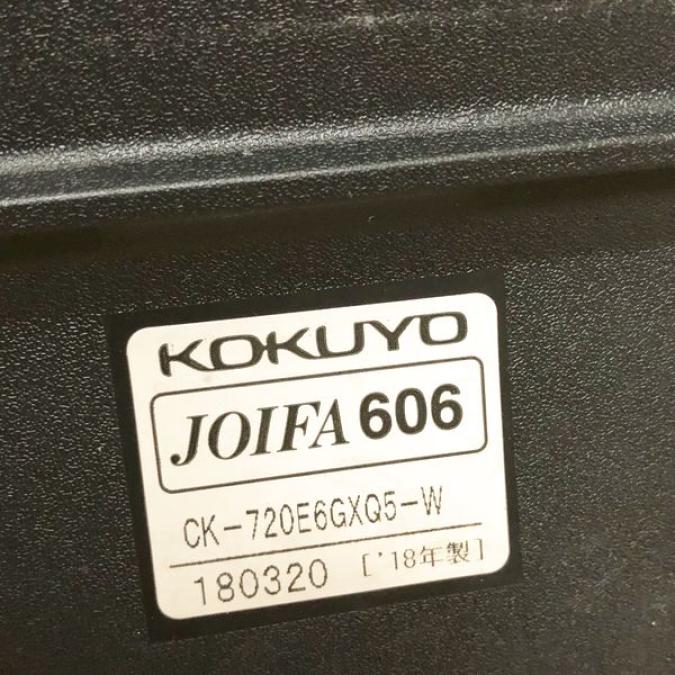 KOKUYO
JOIFA 606
CK-720E6GXQ5-W
180320 ['18年製]